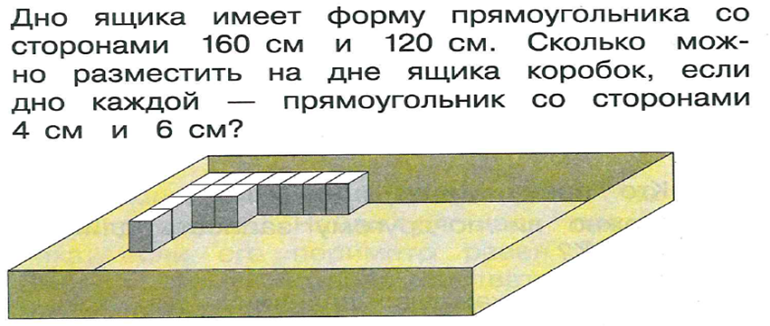 Дно ящика имеет форму прямоугольника со
сторонами 160 см и 120 см. Сколько мож-
но разместить на дне ящика коробок, если
дно каждой — прямоугольник со сторонами
4 см и 6 см?